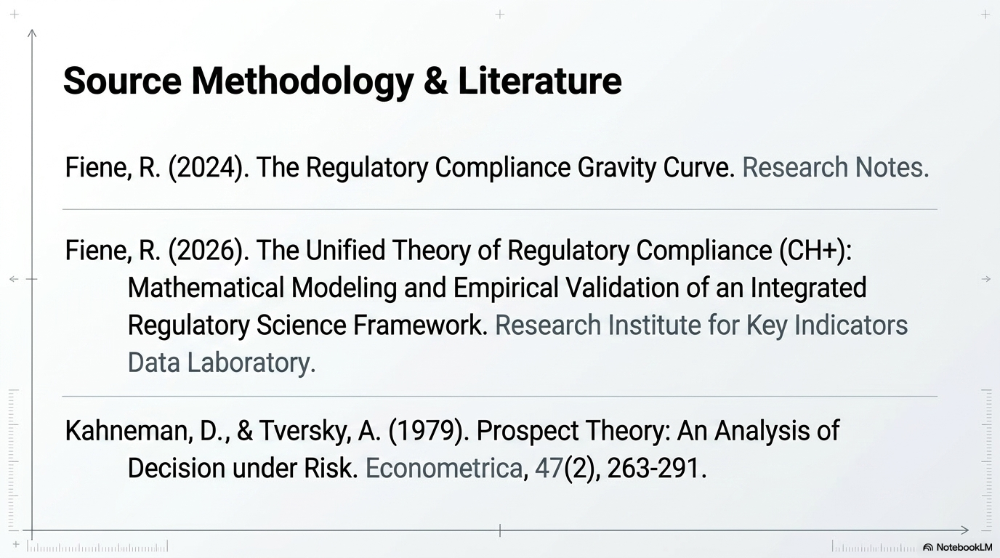 Source Methodology & Literature
Fiene, R. (2024). The Regulatory Compliance Gravity Curve. Research Notes.
Fiene, R. (2026). The Unified Theory of Regulatory Compliance (CH+):
Mathematical Modeling and Empirical Validation of an Integrated
Regulatory Science Framework. Research Institute for Key Indicators
Data Laboratory.
Kahneman, D., & Tversky, A. (1979). Prospect Theory: An Analysis of
Decision under Risk. Econometrica, 47(2), 263-291.
NotebookLM